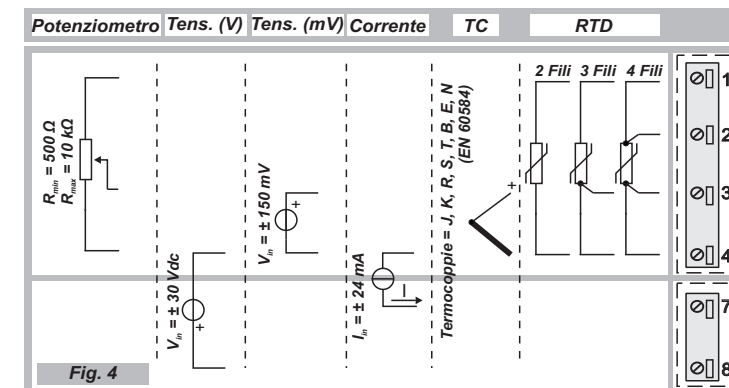 Potenziometro Tens. (V) Tens. (mV) Corrente TC RTD
2 Fili 3 Fili 4 Fili
1
2
3
4
7
8
Rmin = 500 Ω
Rmax = 10 kΩ
Vin = ± 30 Vdc
+
Vin = ± 150 mV
+
Iin = ± 24 mA
I
Termocoppie = J, K, R, S, T, B, E, N
(EN 60584)
+
Fig. 4